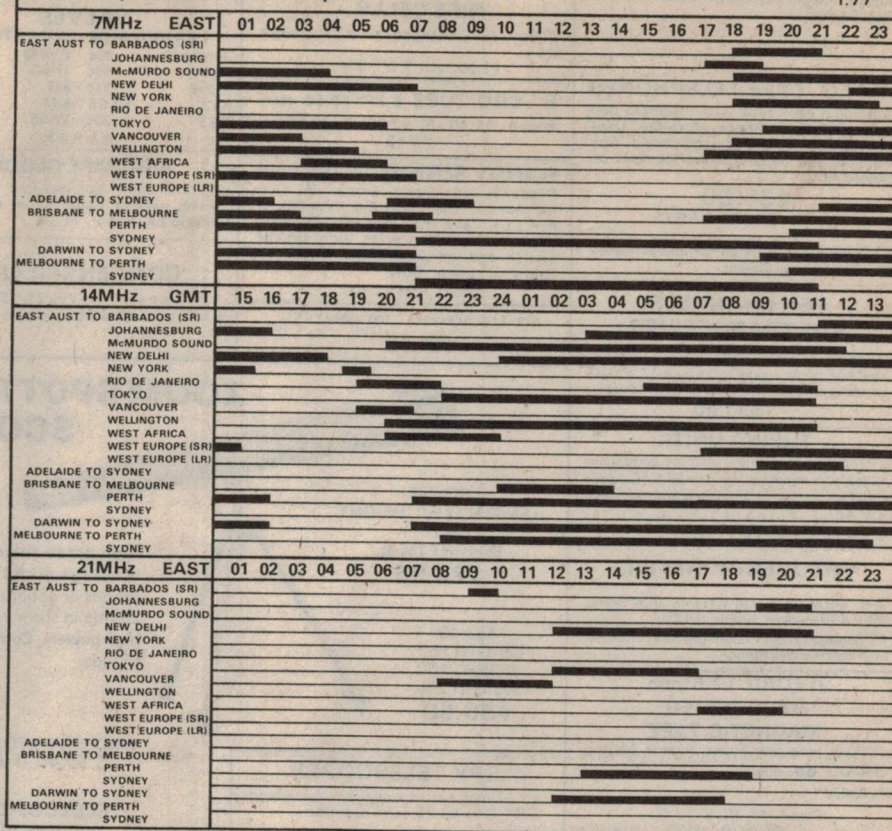 1.77
7MHz EAST 01 02 03 04 05 06 07 08 09 10 11 12 13 14 15 16 17 18 19 20 21 22 23
EAST AUST TO BARBADOS (SR)
JOHANNESBURG
McMURDO SOUND
NEW DELHI
NEW YORK
RIO DE JANEIRO
TOKYO
VANCOUVER
WELLINGTON
WEST AFRICA
WEST EUROPE (SR)
WEST EUROPE (LR)
ADELAIDE TO SYDNEY
BRISBANE TO MELBOURNE
PERTH
SYDNEY
DARWIN TO SYDNEY
MELBOURNE TO PERTH
SYDNEY
14MHz GMT 15 16 17 18 19 20 21 22 23 24 01 02 03 04 05 06 07 08 09 10 11 12 13
EAST AUST TO BARBADOS (SR)
JOHANNESBURG
McMURDO SOUND
NEW DELHI
NEW YORK
RIO DE JANEIRO
TOKYO
VANCOUVER
WELLINGTON
WEST AFRICA
WEST EUROPE (SR)
WEST EUROPE (LR)
ADELAIDE TO SYDNEY
BRISBANE TO MELBOURNE
PERTH
SYDNEY
DARWIN TO SYDNEY
MELBOURNE TO PERTH
SYDNEY
21MHz EAST 01 02 03 04 05 06 07 08 09 10 11 12 13 14 15 16 17 18 19 20 21 22 23
EAST AUST TO BARBADOS (SR)
JOHANNESBURG
McMURDO SOUND
NEW DELHI
NEW YORK
RIO DE JANEIRO
TOKYO
VANCOUVER
WELLINGTON
WEST AFRICA
WEST EUROPE (SR)
WEST EUROPE (LR)
ADELAIDE TO SYDNEY
BRISBANE TO MELBOURNE
PERTH
SYDNEY
DARWIN TO SYDNEY
MELBOURNE TO PERTH
SYDNEY